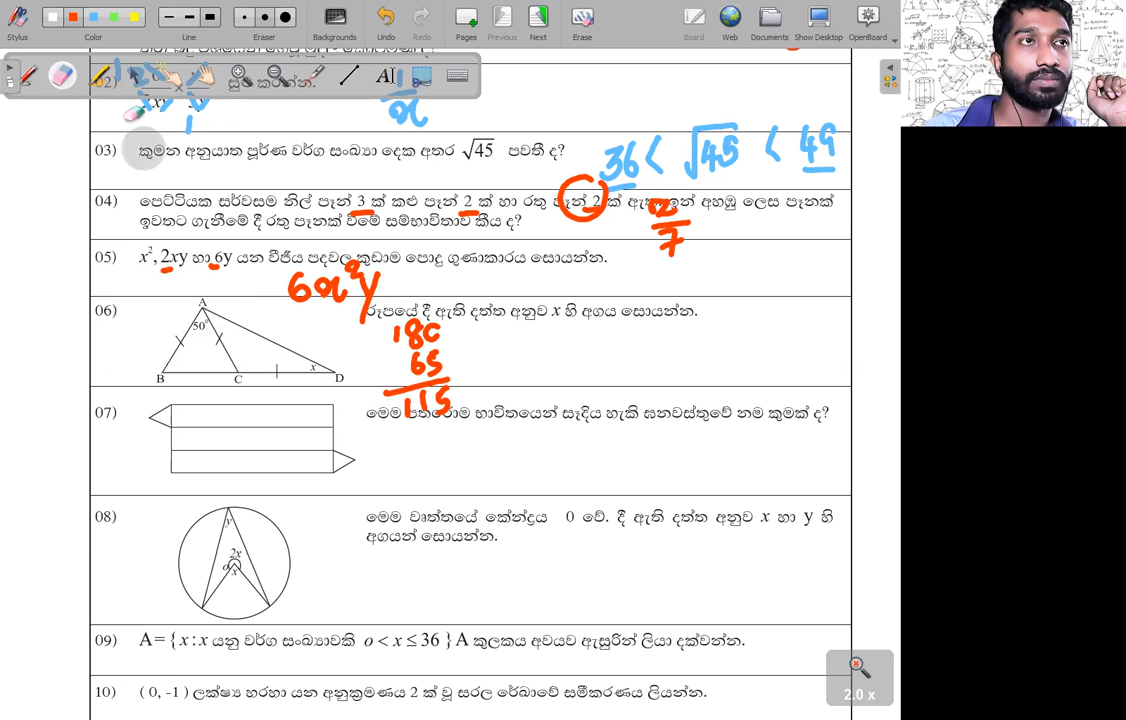 Stylus
Color
Line
Eraser
Backgrounds
Undo
Redo
Pages
Previous
Next
Erase
Board
Web
Documents
Show Desktop
OpenBoard
1
x
03) කුමන අනුයාත පූර්ණ වර්ග සංඛ්‍යා දෙක අතර √45 පවතී ද?
36 < √45 < 49
04) පෙට්ටියක සර්වසම නිල් පෑන් 3 ක් කළු පෑන් 2 ක් හා රතු පෑන් 2 ක් ඇත. ඉන් අහඹු ලෙස පෑනක්
ඉවතට ගැනීමේ දී රතු පෑනක් වීමේ සම්භාවිතාව කීය ද?
2
7
05) x², 2xy හා 6y යන වීජීය පදවල කුඩාම පොදු ගුණාකාරය සොයන්න.
6x²y
06) රූපයේ දී ඇති දත්ත අනුව x හි අගය සොයන්න.
A
50°
B
C
D
x
180
65
115
07) මෙම පතරොම භාවිතයෙන් සෑදිය හැකි ඝනවස්තුවේ නම කුමක් ද?
08) මෙම වෘත්තයේ කේන්ද්‍රය 0 වේ. දී ඇති දත්ත අනුව x හා y හි
අගයන් සොයන්න.
y
2x
o
x
09) A = { x : x යනු වර්ග සංඛ්‍යාවකි o < x ≤ 36 } A කුලකය අවයව ඇසුරින් ලියා දක්වන්න.
10) ( 0, -1 ) ලක්ෂ්‍ය හරහා යන අනුක්‍රමණය 2 ක් වූ සරල රේඛාවේ සමීකරණය ලියන්න.
2.0 x